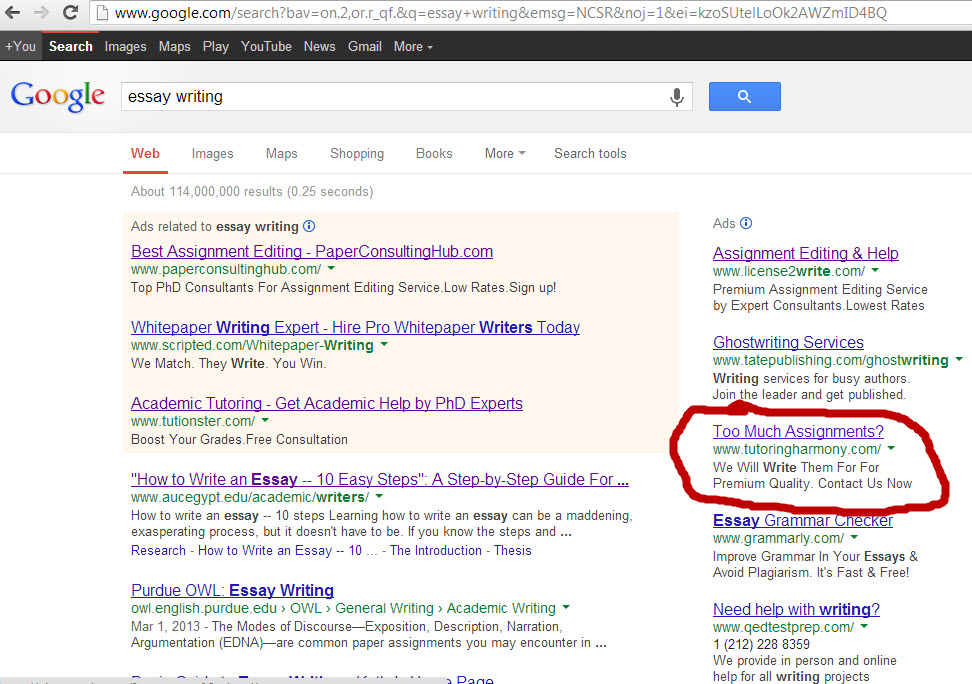 www.google.com/search?bav=on.2,or.r_qf.&q=essay+writing&emsg=NCSR&noj=1&ei=kzoSUtelLoOk2AWZmID4BQ
+You Search Images Maps Play YouTube News Gmail More
Google essay writing
Web Images Maps Shopping Books More Search tools
About 114,000,000 results (0.25 seconds)
Ads related to essay writing
Best Assignment Editing - PaperConsultingHub.com
www.paperconsultinghub.com/
Top PhD Consultants For Assignment Editing Service.Low Rates.Sign up!
Whitepaper Writing Expert - Hire Pro Whitepaper Writers Today
www.scripted.com/Whitepaper-Writing
We Match. They Write. You Win.
Academic Tutoring - Get Academic Help by PhD Experts
www.tutionster.com/
Boost Your Grades.Free Consultation
"How to Write an Essay -- 10 Easy Steps": A Step-by-Step Guide For ...
www.aucegypt.edu/academic/writers/
How to write an essay -- 10 steps Learning how to write an essay can be a maddening,
exasperating process, but it doesn't have to be. If you know the steps and ...
Research - How to Write an Essay -- 10 ... - The Introduction - Thesis
Purdue OWL: Essay Writing
owl.english.purdue.edu › OWL › General Writing › Academic Writing
Mar 1, 2013 - The Modes of Discourse—Exposition, Description, Narration,
Argumentation (EDNA)—are common paper assignments you may encounter in ...
Ads
Assignment Editing & Help
www.license2write.com/
Premium Assignment Editing Service
by Expert Consultants.Lowest Rates
Ghostwriting Services
www.tatepublishing.com/ghostwriting
Writing services for busy authors.
Join the leader and get published.
Too Much Assignments?
www.tutoringharmony.com/
We Will Write Them For For
Premium Quality. Contact Us Now
Essay Grammar Checker
www.grammarly.com/
Improve Grammar In Your Essays &
Avoid Plagiarism. It's Fast & Free!
Need help with writing?
www.qedtestprep.com/
1 (212) 228 8359
We provide in person and online
help for all writing projects